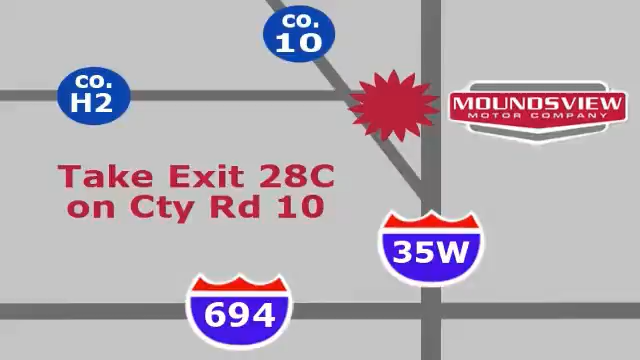 CO.
10
CO.
H2
MOUNDSVIEW
MOTOR COMPANY
Take Exit 28C
on Cty Rd 10
35W
694